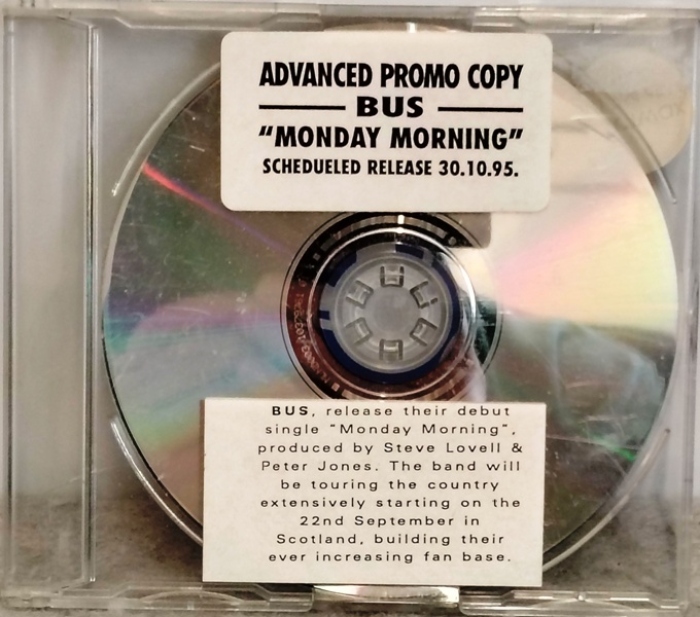 ADVANCED PROMO COPY
BUS
“MONDAY MORNING”
SCHEDUELED RELEASE 30.10.95.
BUS, release their debut
single “Monday Morning”,
produced by Steve Lovell &
Peter Jones. The band will
be touring the country
extensively starting on the
22nd September in
Scotland, building their
ever increasing fan base.